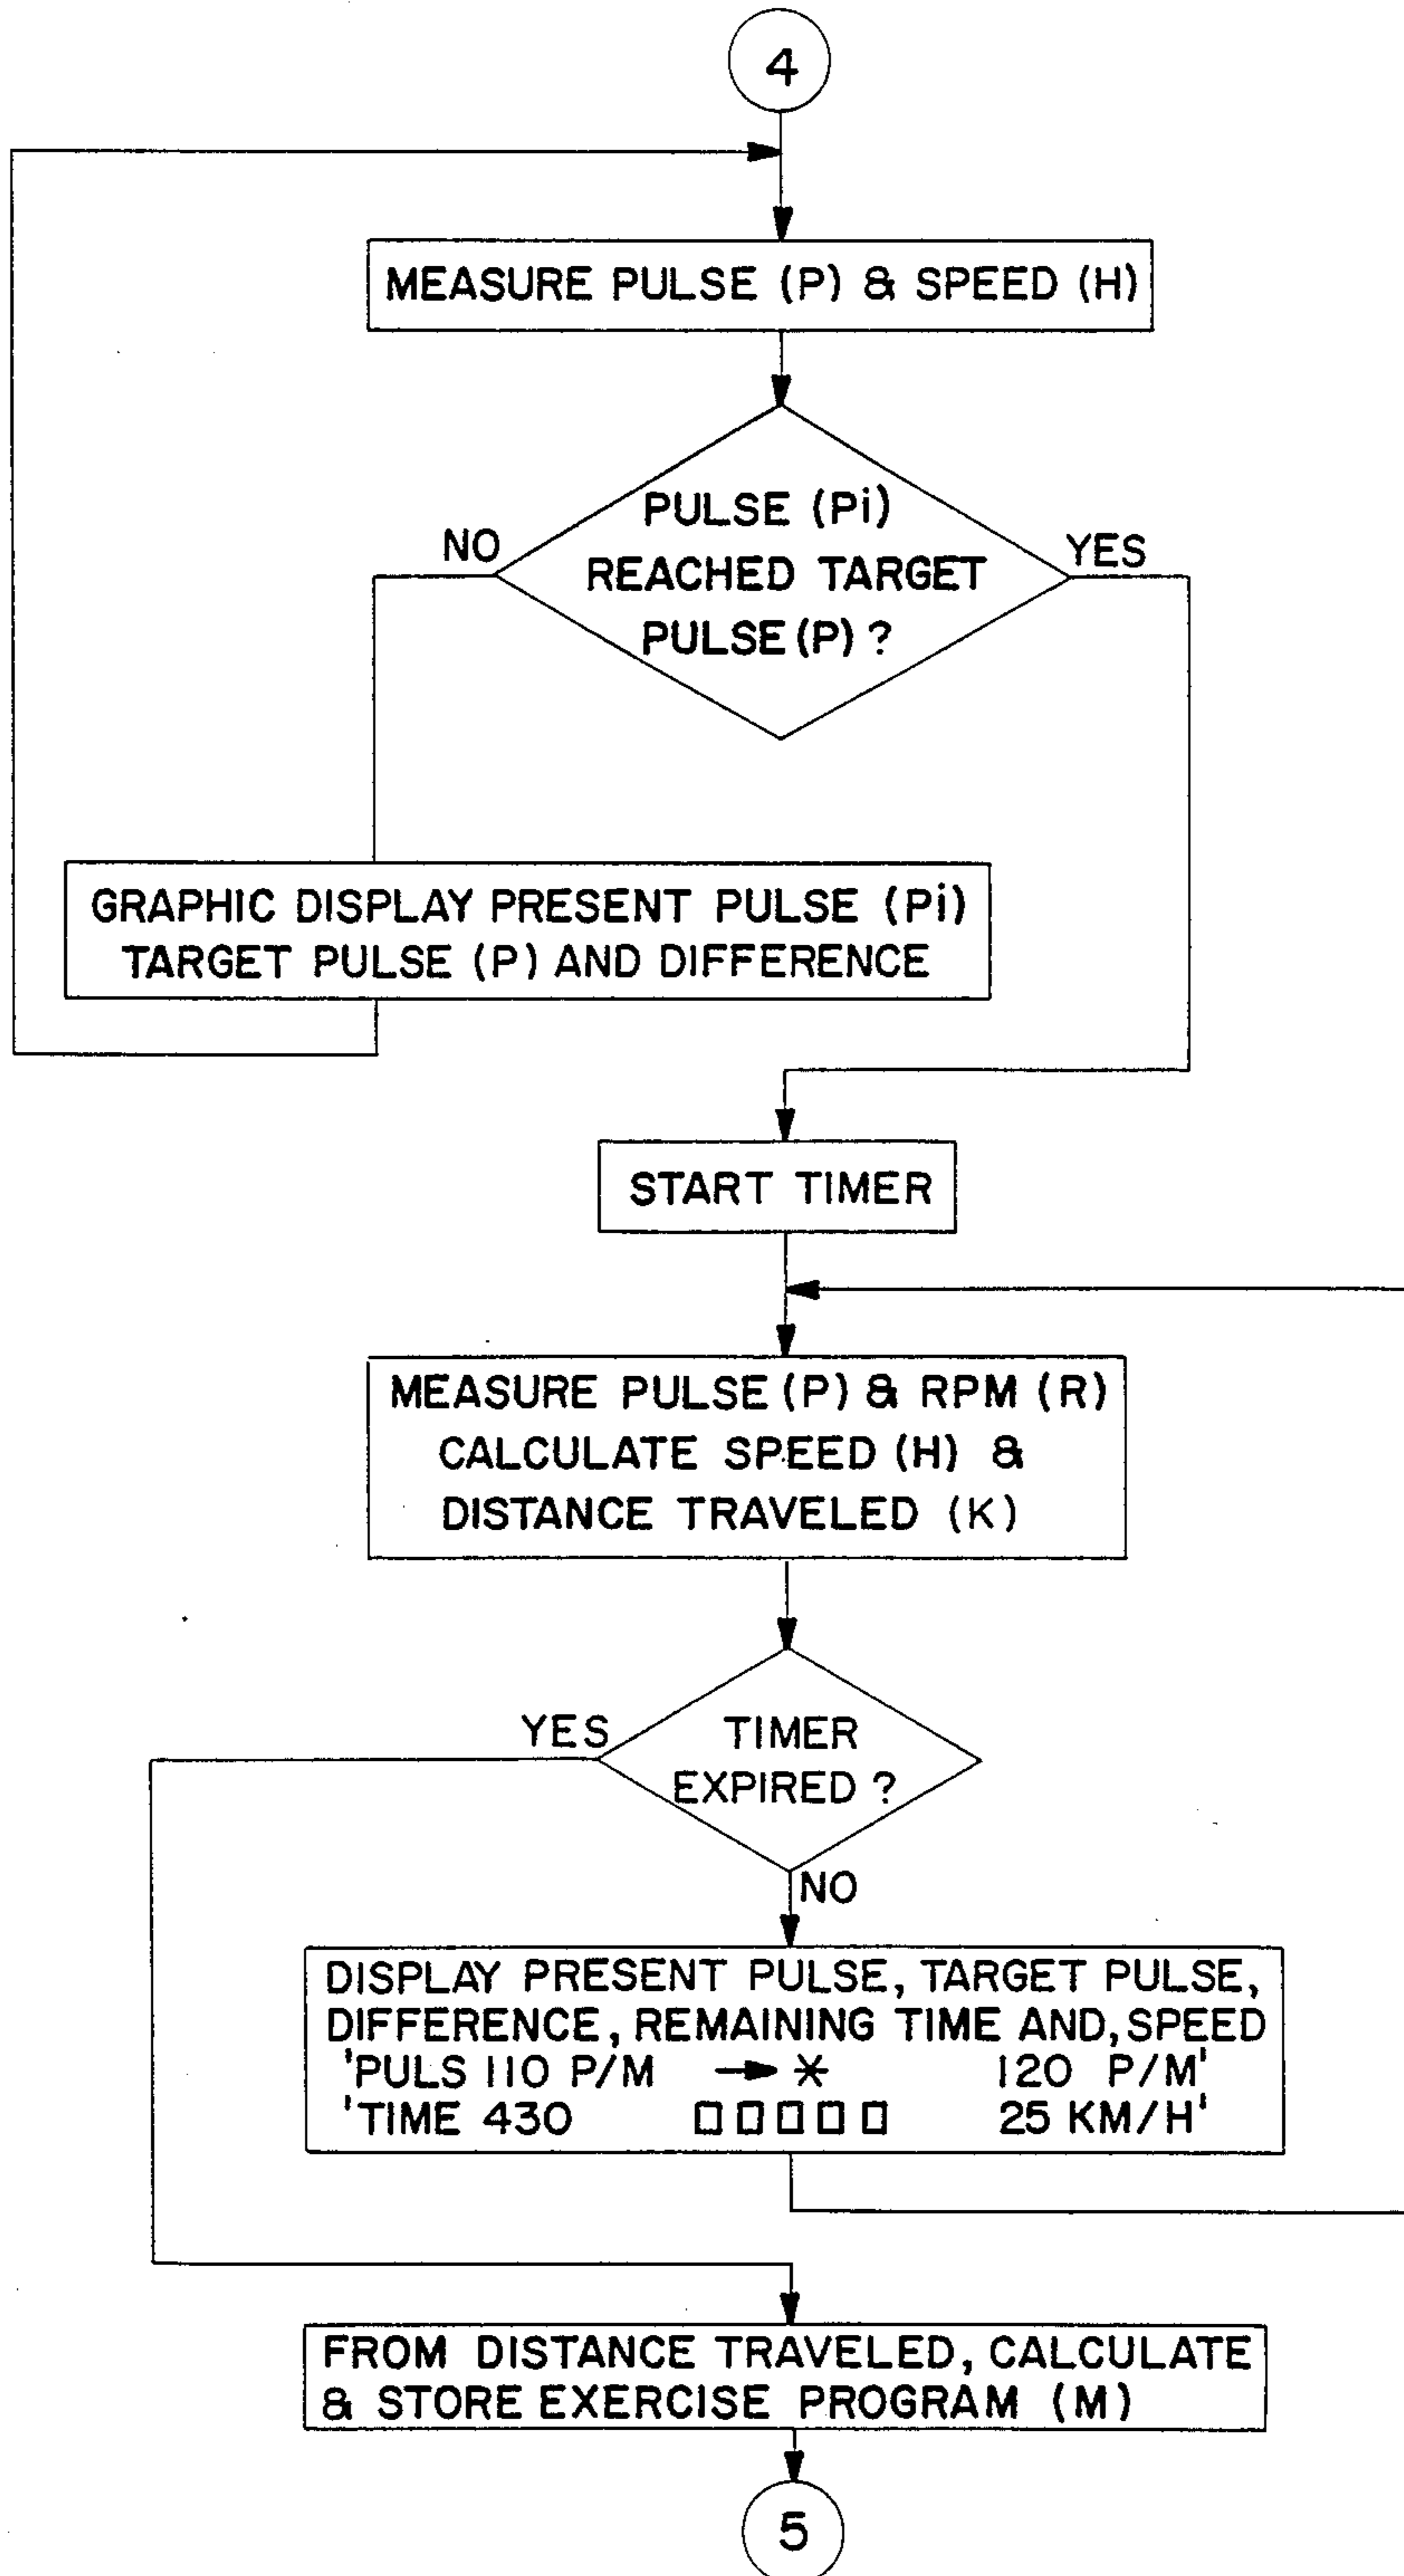 4
MEASURE PULSE (P) & SPEED (H)
PULSE (Pi)
REACHED TARGET
PULSE (P) ?
NO
YES
GRAPHIC DISPLAY PRESENT PULSE (Pi)
TARGET PULSE (P) AND DIFFERENCE
START TIMER
MEASURE PULSE (P) & RPM (R)
CALCULATE SPEED (H) &
DISTANCE TRAVELED (K)
YES
TIMER
EXPIRED ?
NO
DISPLAY PRESENT PULSE, TARGET PULSE,
DIFFERENCE, REMAINING TIME AND, SPEED
'PULS 110 P/M → * 120 P/M'
'TIME 430 □ □ □ □ □ 25 KM/H'
FROM DISTANCE TRAVELED, CALCULATE
& STORE EXERCISE PROGRAM (M)
5